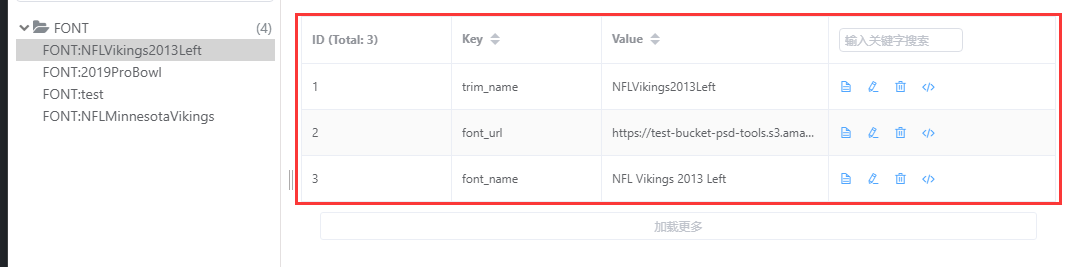 FONT (4)
FONT:NFLVikings2013Left
FONT:2019ProBowl
FONT:test
FONT:NFLMinnesotaVikings
ID (Total: 3) Key Value 输入关键字搜索
1 trim_name NFLVikings2013Left
2 font_url https://test-bucket-psd-tools.s3.ama...
3 font_name NFL Vikings 2013 Left
加载更多